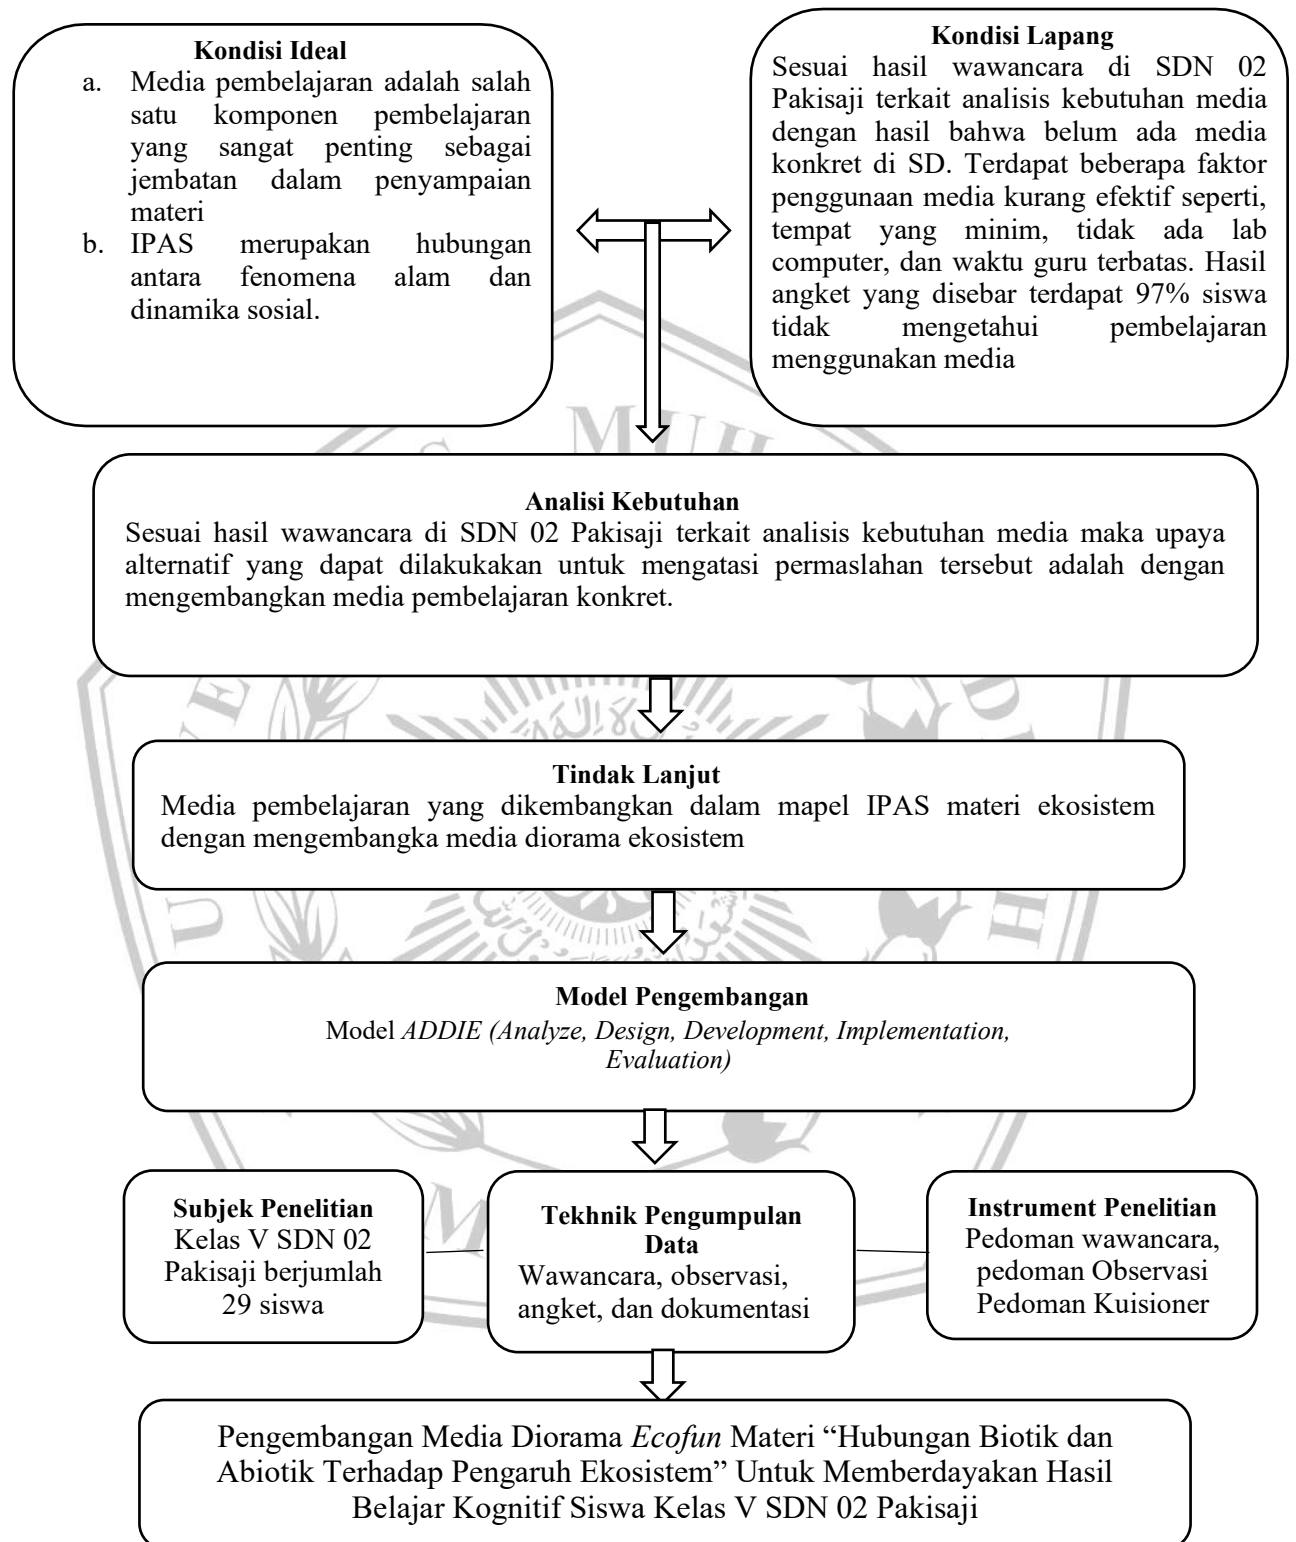 Kondisi Ideal
a. Media pembelajaran adalah salah
satu komponen pembelajaran
yang sangat penting sebagai
jembatan dalam penyampaian
materi
b. IPAS merupakan hubungan
antara fenomena alam dan
dinamika sosial.
Kondisi Lapang
Sesuai hasil wawancara di SDN 02
Pakisaji terkait analisis kebutuhan media
dengan hasil bahwa belum ada media
konkret di SD. Terdapat beberapa faktor
penggunaan media kurang efektif seperti,
tempat yang minim, tidak ada lab
computer, dan waktu guru terbatas. Hasil
angket yang disebar terdapat 97% siswa
tidak mengetahui pembelajaran
menggunakan media
Analisi Kebutuhan
Sesuai hasil wawancara di SDN 02 Pakisaji terkait analisis kebutuhan media maka upaya
alternatif yang dapat dilakukakan untuk mengatasi permaslahan tersebut adalah dengan
mengembangkan media pembelajaran konkret.
Tindak Lanjut
Media pembelajaran yang dikembangkan dalam mapel IPAS materi ekosistem
dengan mengembangka media diorama ekosistem
Model Pengembangan
Model ADDIE (Analyze, Design, Development, Implementation,
Evaluation)
Subjek Penelitian
Kelas V SDN 02
Pakisaji berjumlah
29 siswa
Tekhnik Pengumpulan
Data
Wawancara, observasi,
angket, dan dokumentasi
Instrument Penelitian
Pedoman wawancara,
pedoman Observasi
Pedoman Kuisioner
Pengembangan Media Diorama Ecofun Materi “Hubungan Biotik dan
Abiotik Terhadap Pengaruh Ekosistem” Untuk Memberdayakan Hasil
Belajar Kognitif Siswa Kelas V SDN 02 Pakisaji